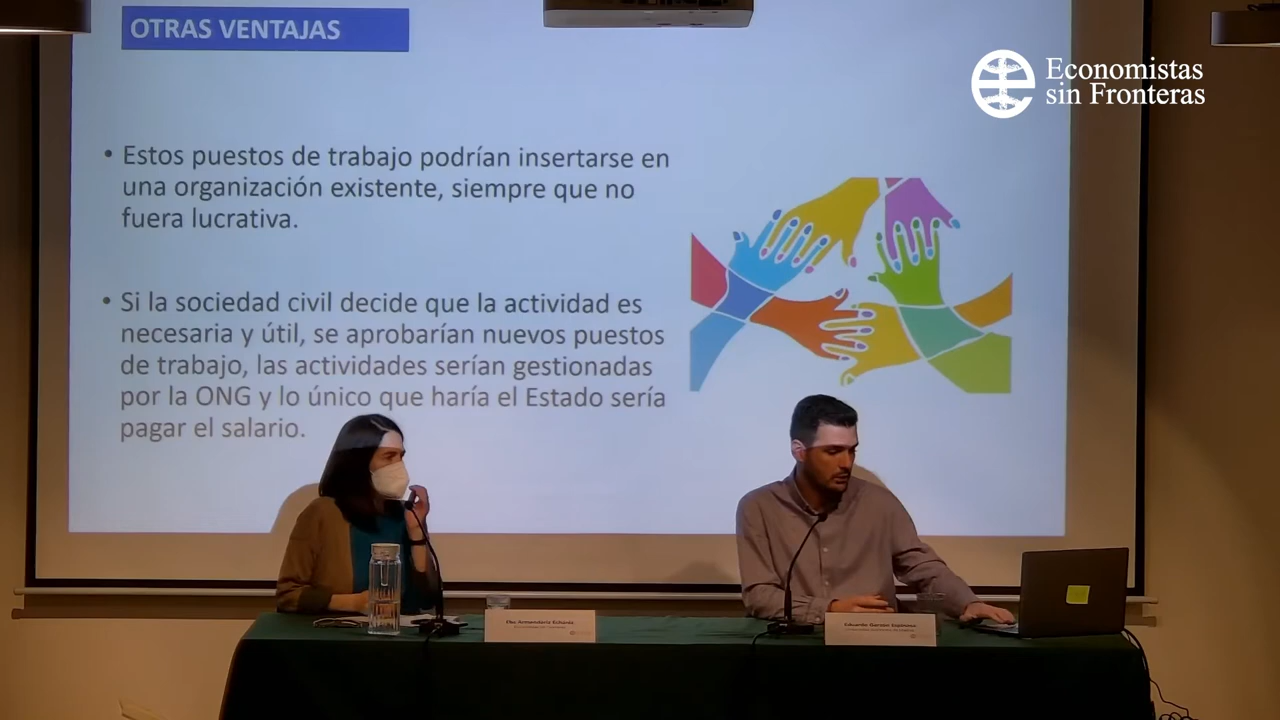 OTRAS VENTAJAS
Economistas
sin Fronteras
• Estos puestos de trabajo podrían insertarse en
una organización existente, siempre que no
fuera lucrativa.
• Si la sociedad civil decide que la actividad es
necesaria y útil, se aprobarían nuevos puestos
de trabajo, las actividades serían gestionadas
por la ONG y lo único que haría el Estado sería
pagar el salario.
Eduardo Garzón Espinosa